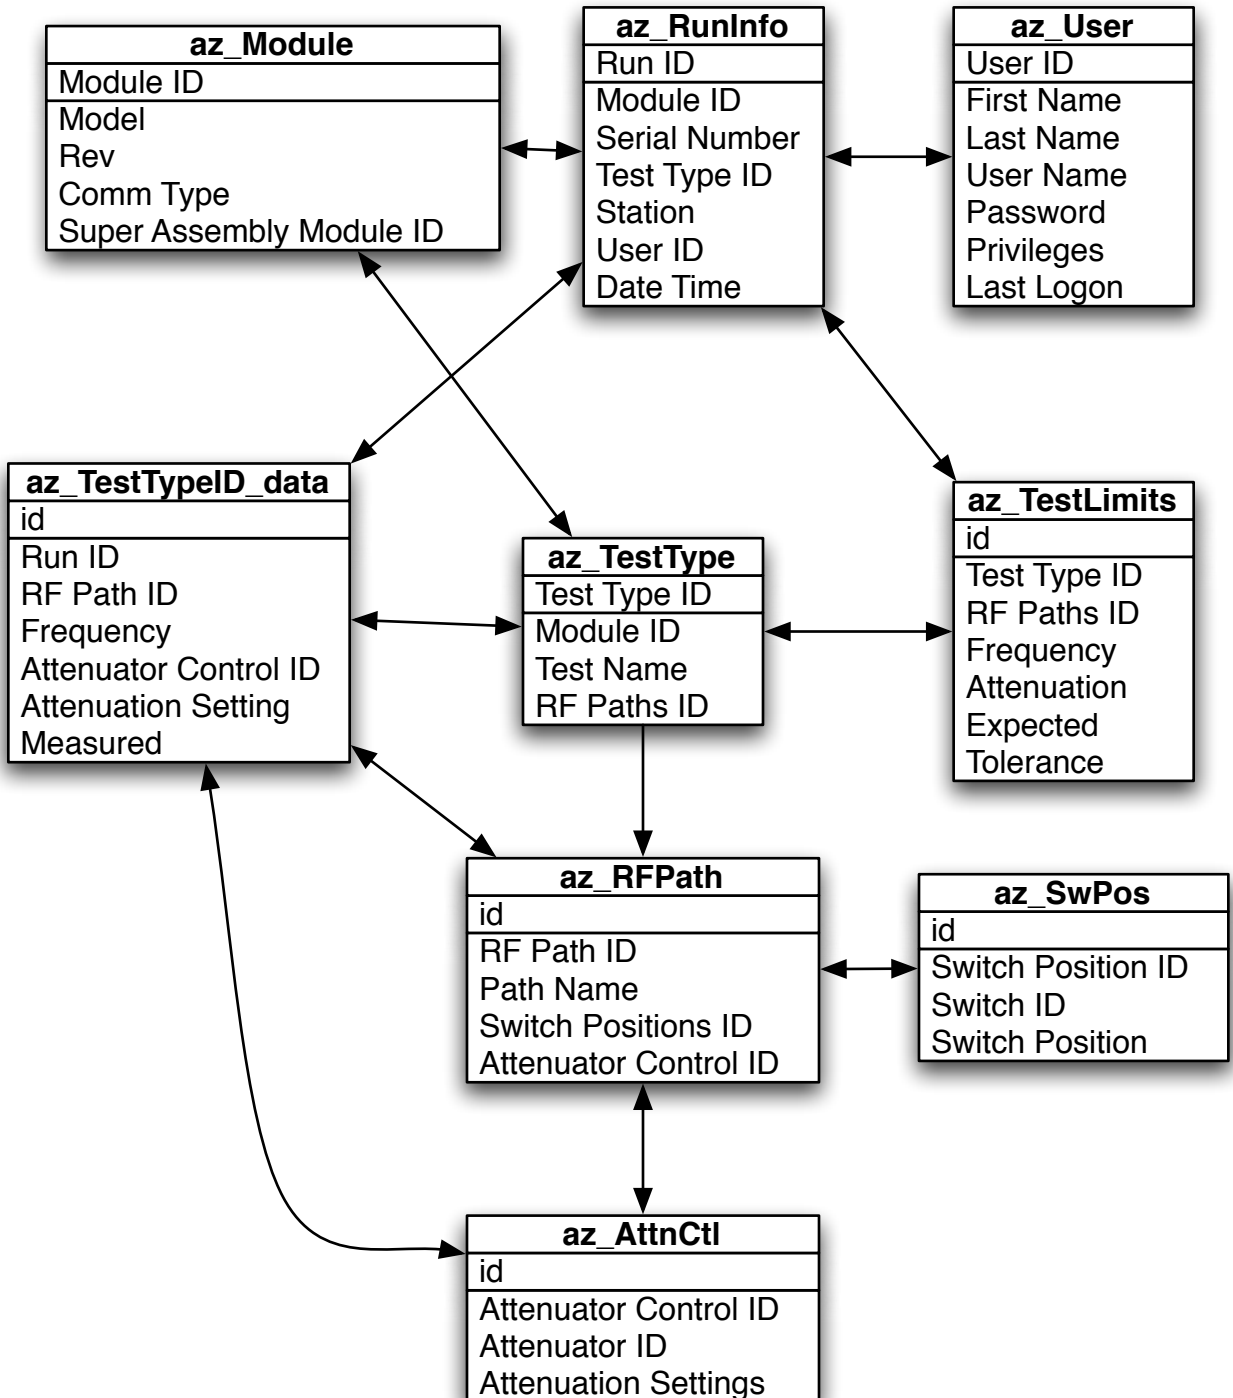 az_Module
Module ID
Model
Rev
Comm Type
Super Assembly Module ID
az_RunInfo
Run ID
Module ID
Serial Number
Test Type ID
Station
User ID
Date Time
az_User
User ID
First Name
Last Name
User Name
Password
Privileges
Last Logon
az_TestTypeID_data
id
Run ID
RF Path ID
Frequency
Attenuator Control ID
Attenuation Setting
Measured
az_TestType
Test Type ID
Module ID
Test Name
RF Paths ID
az_TestLimits
id
Test Type ID
RF Paths ID
Frequency
Attenuation
Expected
Tolerance
az_RFPath
id
RF Path ID
Path Name
Switch Positions ID
Attenuator Control ID
az_SwPos
id
Switch Position ID
Switch ID
Switch Position
az_AttnCtl
id
Attenuator Control ID
Attenuator ID
Attenuation Settings